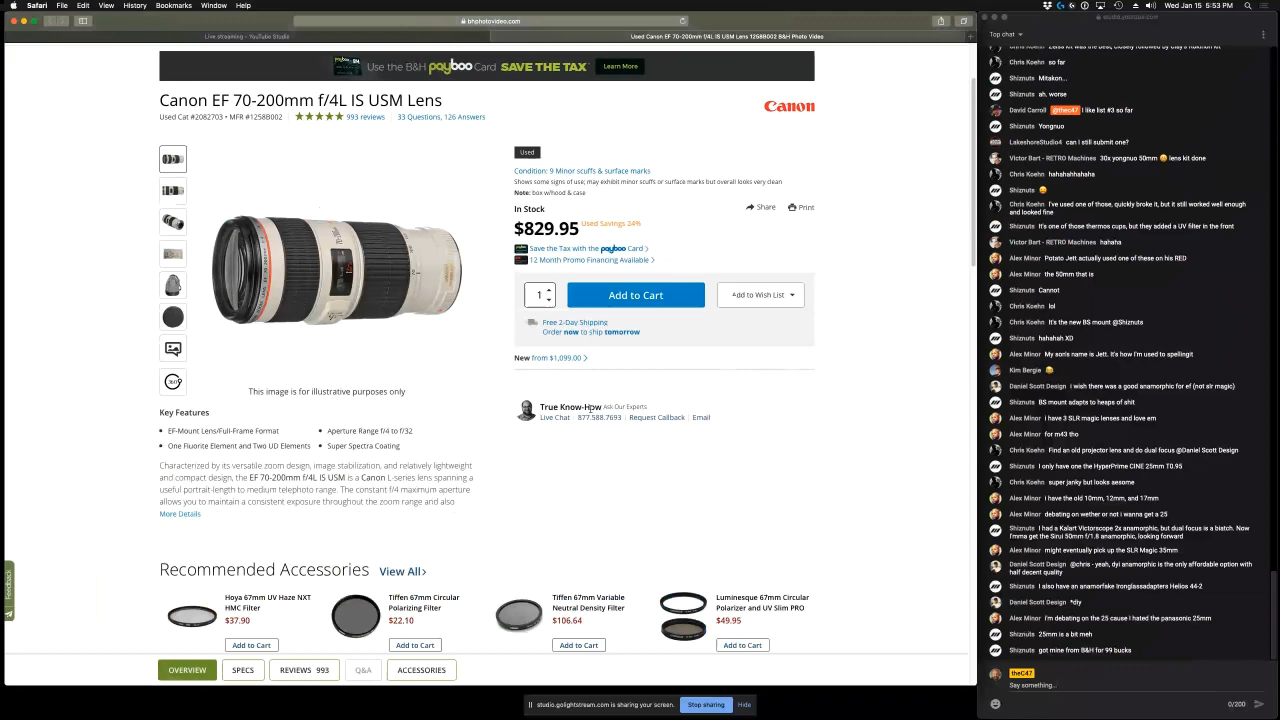 Safari File Edit View History Bookmarks Window Help
Wed Jan 15 5:53 PM
bhphotovideo.com
Live streaming - YouTube Studio
Used Canon EF 70-200mm f/4L IS USM Lens 1258B002 B&H Photo Video
Use the B&H payboo Card SAVE THE TAX™ Learn More
Canon EF 70-200mm f/4L IS USM Lens
Used Cat #2082703 • MFR #1258B002 993 reviews 33 Questions, 126 Answers
Canon
Used
Condition: 9 Minor scuffs & surface marks
Shows some signs of use; may exhibit minor scuffs or surface marks but overall looks very clean
Note: box w/hood & case
In Stock
Share Print
$829.95 Used Savings 24%
Save the Tax with the payboo Card
12 Month Promo Financing Available
1 Add to Cart Add to Wish List
Free 2-Day Shipping
Order now to ship tomorrow
New from $1,099.00
360°
This image is for illustrative purposes only
True Know-How Ask Our Experts
Live Chat 877.588.7693 Request Callback Email
Key Features
EF-Mount Lens/Full-Frame Format
Aperture Range f/4 to f/32
One Fluorite Element and Two UD Elements
Super Spectra Coating
Characterized by its versatile zoom design, image stabilization, and relatively lightweight
and compact design, the EF 70-200mm f/4L IS USM is a Canon L-series lens spanning a
useful portrait-length to medium telephoto range. The constant f/4 maximum aperture
allows you to maintain a consistent exposure throughout the zoom range and also
More Details
Feedback
Recommended Accessories View All
Hoya 67mm UV Haze NXT
HMC Filter
$37.90
Add to Cart
Tiffen 67mm Circular
Polarizing Filter
$22.10
Add to Cart
Tiffen 67mm Variable
Neutral Density Filter
$106.64
Add to Cart
Luminesque 67mm Circular
Polarizer and UV Slim PRO
$49.95
Add to Cart
OVERVIEW SPECS REVIEWS 993 Q&A ACCESSORIES
studio.golightstream.com is sharing your screen. Stop sharing Hide
studio.youtube.com
Top chat
Chris Koehn so far
Shiznuts Mitakon...
Shiznuts ah, worse
David Carroll @thec47 I like list #3 so far
Shiznuts Yongnuo
LakeshoreStudio4 can I still submit one?
Victor Bart - RETRO Machines 30x yongnuo 50mm 😀 lens kit done
Chris Koehn hahahahhahaha
Shiznuts 😀
Chris Koehn I've used one of those, quickly broke it, but it still worked well enough
and looked fine
Shiznuts It's one of those thermos cups, but they added a UV filter in the front
Victor Bart - RETRO Machines hahaha
Alex Minor Potato Jett actually used one of these on his RED
Alex Minor the 50mm that is
Shiznuts Cannot
Chris Koehn lol
Chris Koehn It's the new BS mount @Shiznuts
Shiznuts hahahah XD
Alex Minor My son's name is Jett. It's how I'm used to spellingit
Kim Bergie 😂
Daniel Scott Design i wish there was a good anamorphic for ef (not slr magic)
Shiznuts BS mount adapts to heaps of shit
Alex Minor i have 3 SLR magic lenses and love em
Alex Minor for m43 tho
Chris Koehn Find an old projector lens and do dual focus @Daniel Scott Design
Shiznuts I only have one the HyperPrime CINE 25mm T0.95
Chris Koehn super janky but looks aesome
Alex Minor i have the old 10mm, 12mm, and 17mm
Alex Minor debating on wether or not i wanna get a 25
Shiznuts I had a Kalart Victorscope 2x anamorphic, but dual focus is a biatch. Now
I'mma get the Sirui 50mm f/1.8 anamorphic, looking forward
Alex Minor might eventually pick up the SLR Magic 35mm
Daniel Scott Design @chris - yeah, dyi anamorphic is the only affordable option with
half decent quality
Shiznuts I also have an anamorfake Ironglassadapters Helios 44-2
Daniel Scott Design *diy
Alex Minor i'm debating on the 25 cause i hated the panasonic 25mm
Shiznuts 25mm is a bit meh
Shiznuts got mine from B&H for 99 bucks
theC47
Say something...
0/200